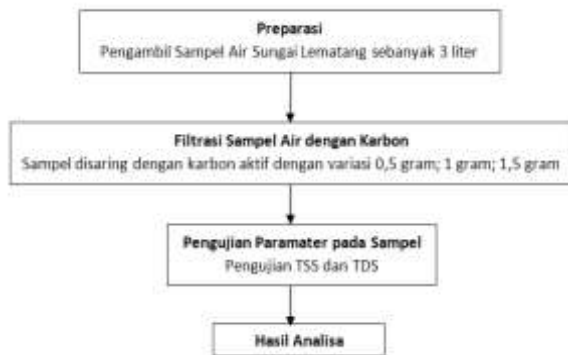 Preparasi
Pengambil Sampel Air Sungai Lematang sebanyak 3 liter
Filtrasi Sampel Air dengan Karbon
Sampel disaring dengan karbon aktif dengan variasi 0,5 gram; 1 gram; 1,5 gram
Pengujian Paramater pada Sampel
Pengujian TSS dan TDS
Hasil Analisa